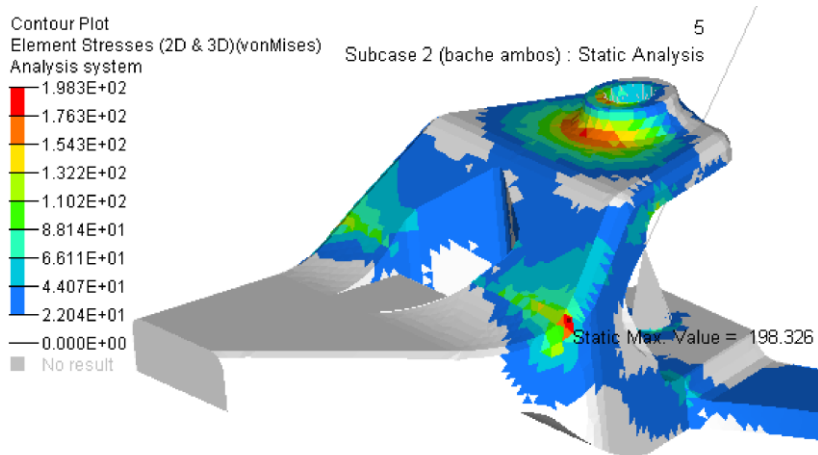 Contour Plot
Element Stresses (2D & 3D)(vonMises)
Analysis system
1.983E+02
1.763E+02
1.543E+02
1.322E+02
1.102E+02
8.814E+01
6.611E+01
4.407E+01
2.204E+01
0.000E+00
No result
5
Subcase 2 (bache ambos) : Static Analysis
Static Max. Value = 198.326